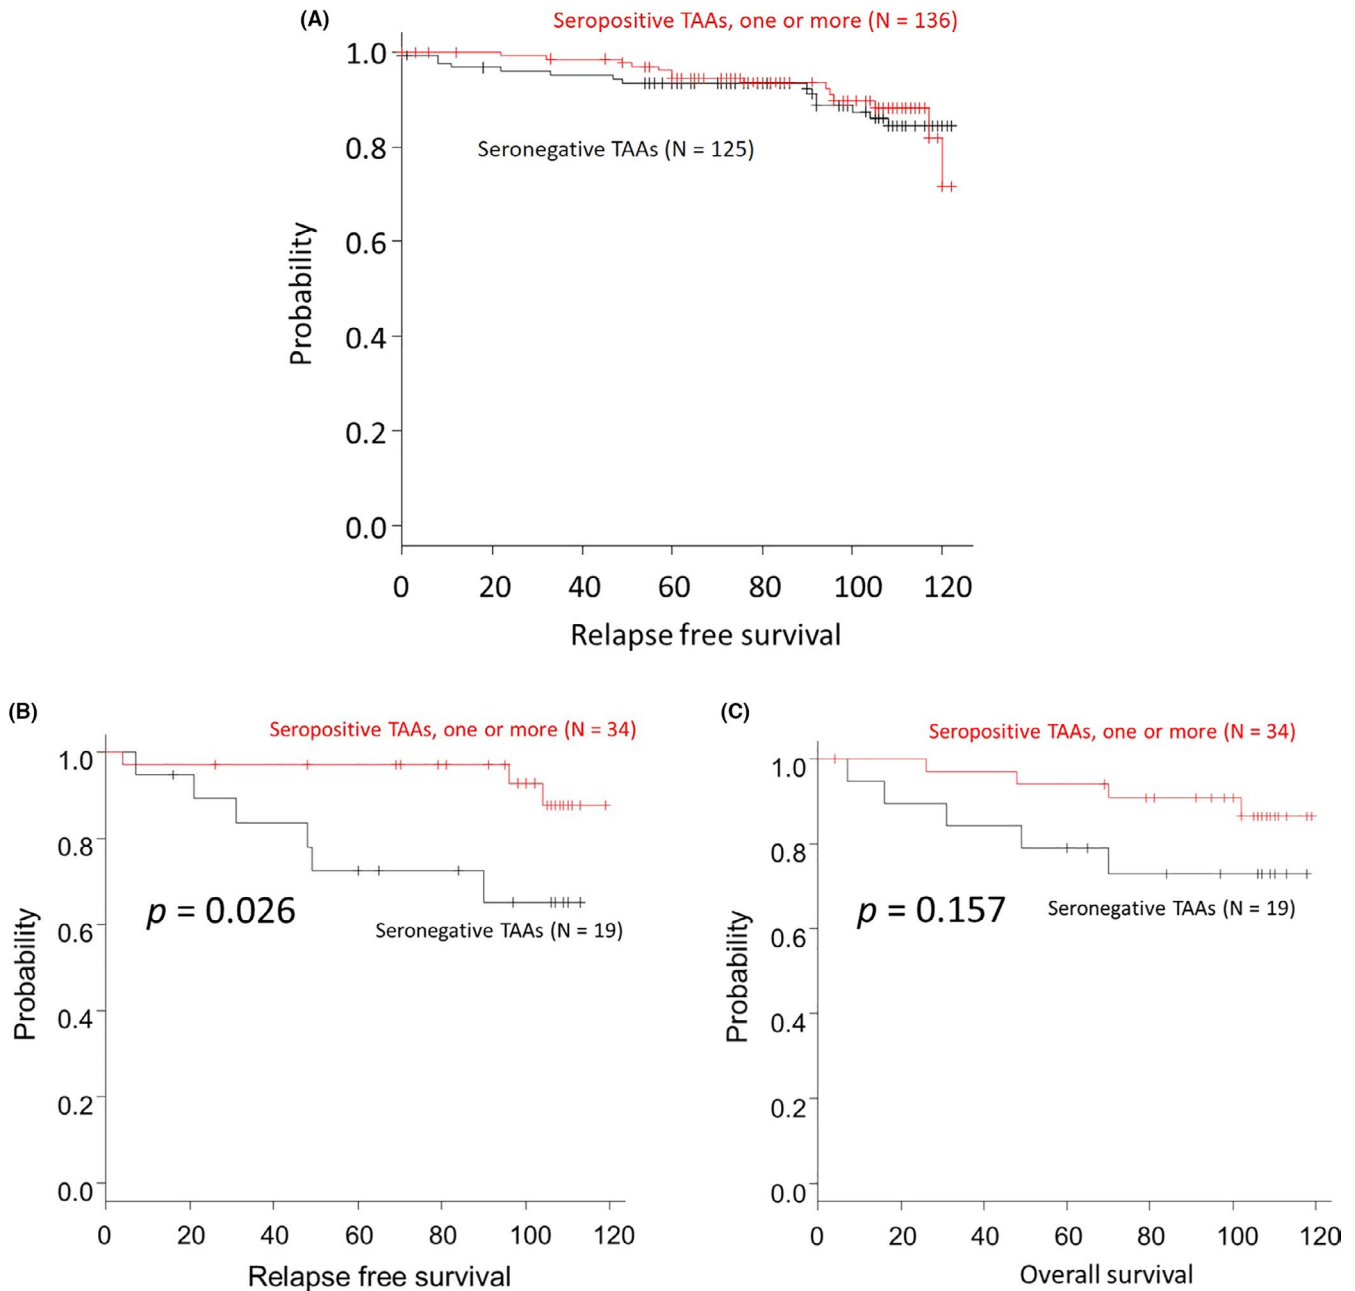 (A)
Seropositive TAAs, one or more (N = 136)
1.0
0.8
0.6
0.4
0.2
0.0
Seronegative TAAs (N = 125)
Probability
0 20 40 60 80 100 120
Relapse free survival
(B)
Seropositive TAAs, one or more (N = 34)
1.0
0.8
0.6
0.4
0.2
0.0
p = 0.026
Seronegative TAAs (N = 19)
Probability
0 20 40 60 80 100 120
Relapse free survival
(C)
Seropositive TAAs, one or more (N = 34)
1.0
0.8
0.6
0.4
0.2
0.0
p = 0.157
Seronegative TAAs (N = 19)
Probability
0 20 40 60 80 100 120
Overall survival